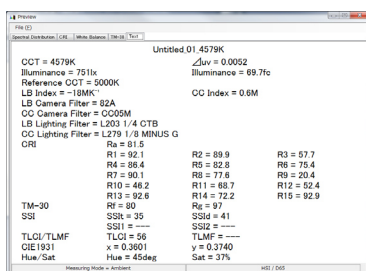 Preview
File (F)
Spectral Distribution CRI White Balance TM-30 Text
Untitled_01_4579K
CCT = 4579K ⊿uv = 0.0052
Illuminance = 751lx Illuminance = 69.7fc
Reference CCT = 5000K
LB Index = -18MK⁻¹ CC Index = 0.6M
LB Camera Filter = 82A
CC Camera Filter = CC05M
LB Lighting Filter = L203 1/4 CTB
CC Lighting Filter = L279 1/8 MINUS G
CRI Ra = 81.5
R1 = 92.1 R2 = 89.9 R3 = 57.7
R4 = 86.4 R5 = 82.8 R6 = 75.4
R7 = 90.1 R8 = 77.6 R9 = 20.4
R10 = 46.2 R11 = 68.7 R12 = 52.4
R13 = 92.6 R14 = 72.2 R15 = 92.9
TM-30 Rf = 80 Rg = 97
SSI SSIt = 35 SSId = 41
SSI1 = --- SSI2 = ---
TLCI/TLMF TLCI = 56 TLMF = ---
CIE1931 x = 0.3601 y = 0.3740
Hue/Sat Hue = 45deg Sat = 37%
Measuring Mode = Ambient HSI / D65